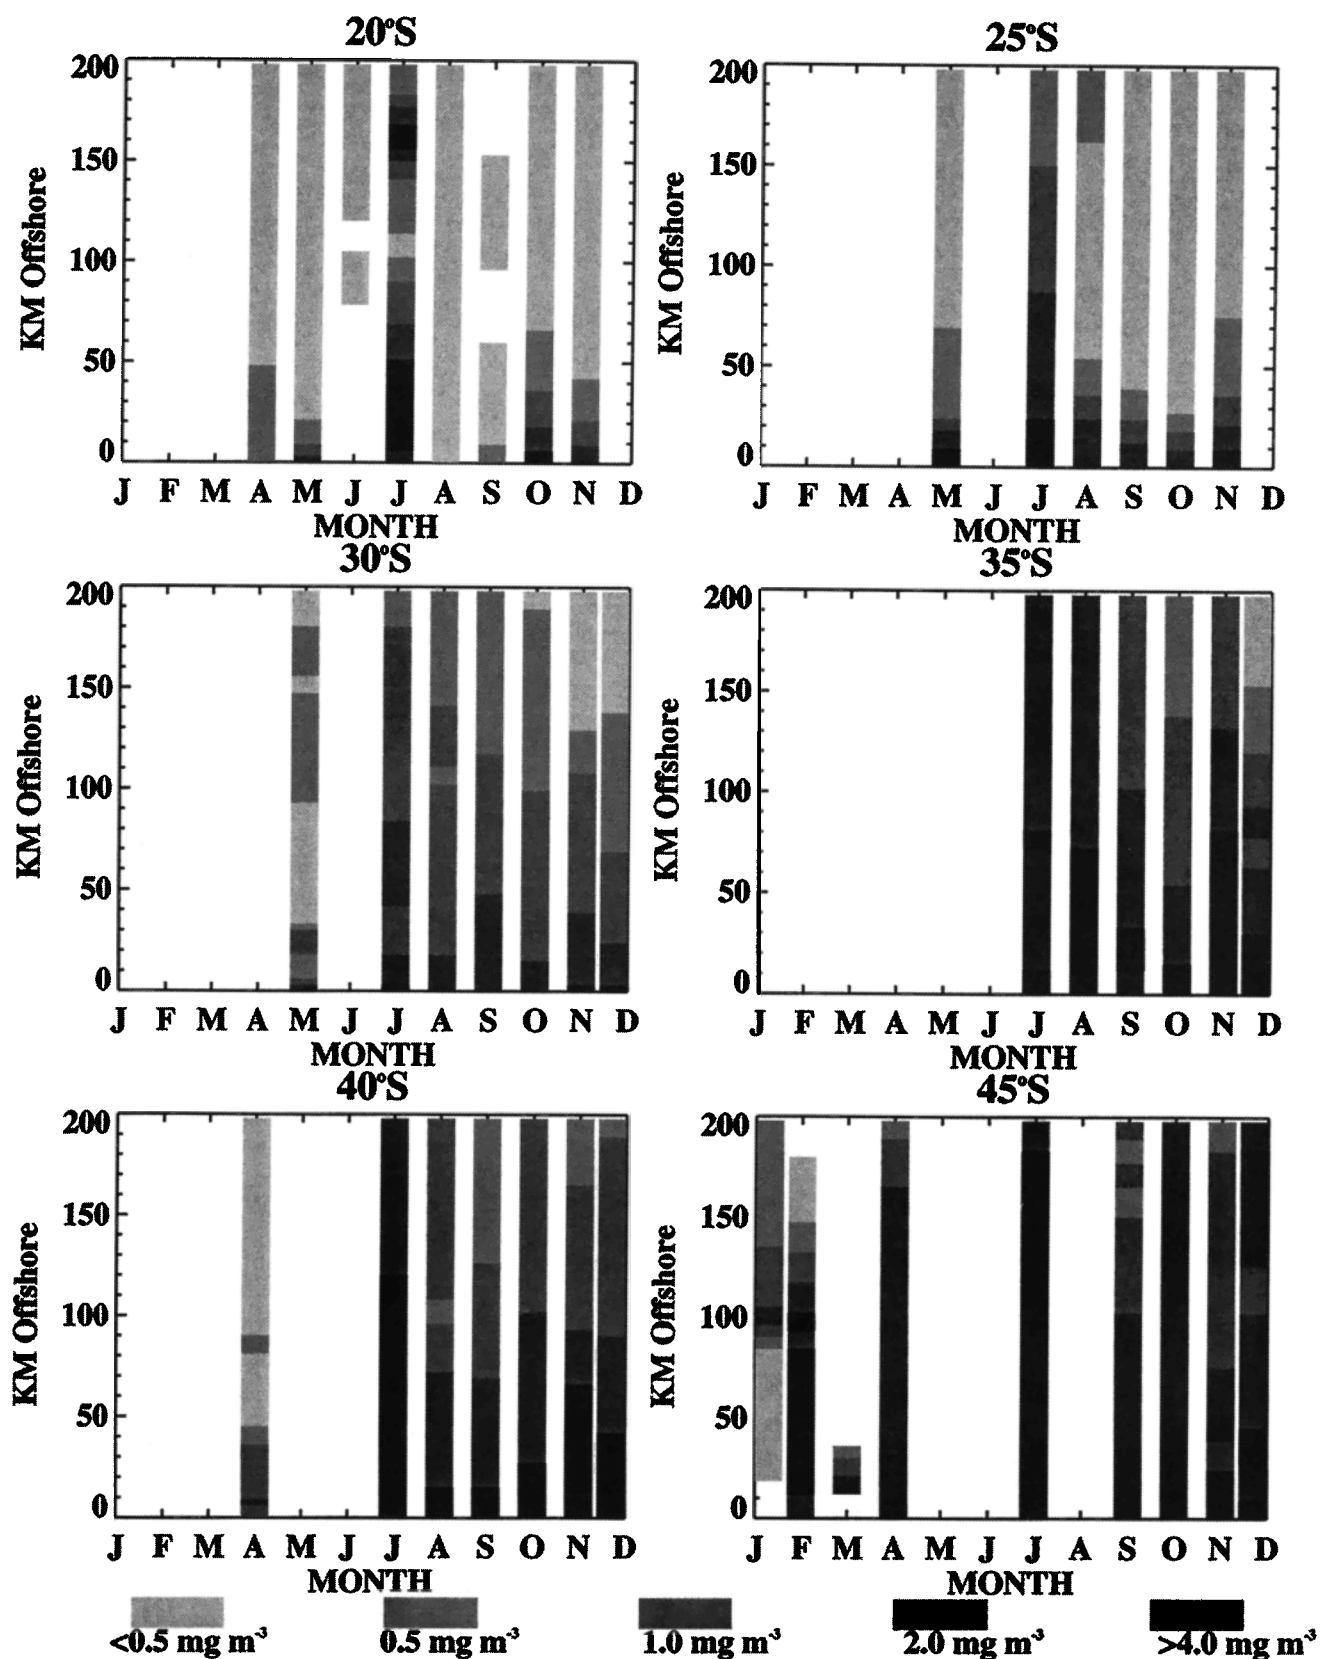 20°S
25°S
200
150
100
50
0
KM Offshore
J F M A M J J A S O N D
MONTH
200
150
100
50
0
KM Offshore
J F M A M J J A S O N D
MONTH
30°S
35°S
200
150
100
50
0
KM Offshore
J F M A M J J A S O N D
MONTH
200
150
100
50
0
KM Offshore
J F M A M J J A S O N D
MONTH
40°S
45°S
200
150
100
50
0
KM Offshore
J F M A M J J A S O N D
MONTH
200
150
100
50
0
KM Offshore
J F M A M J J A S O N D
MONTH
<0.5 mg m⁻³ 0.5 mg m⁻³ 1.0 mg m⁻³ 2.0 mg m⁻³ >4.0 mg m⁻³